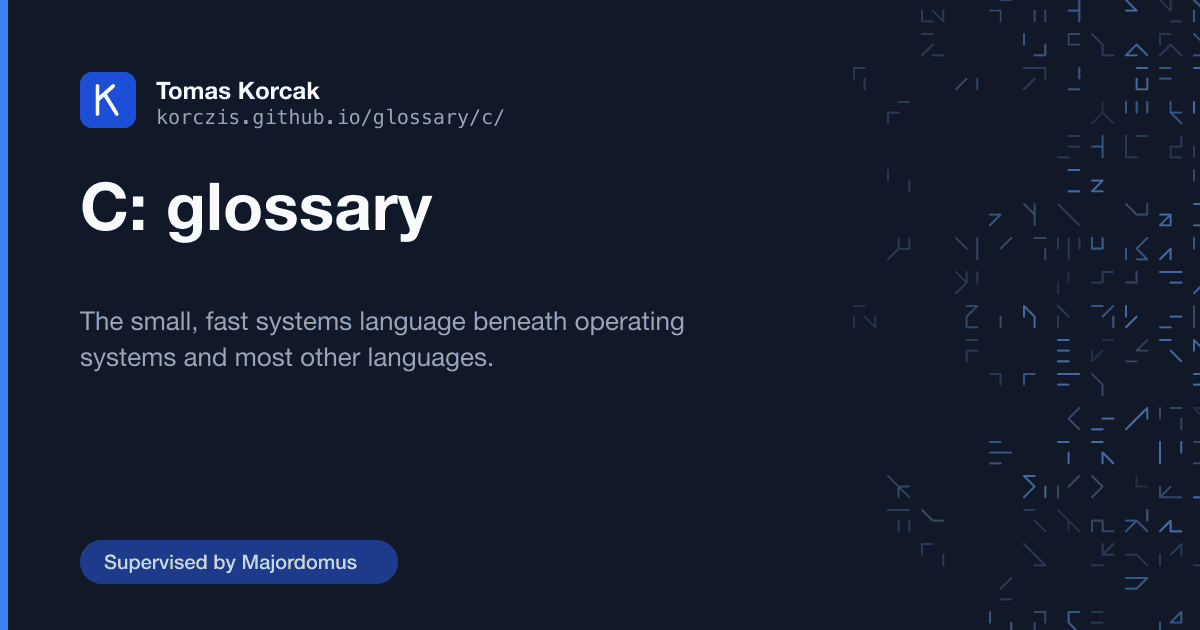 K
Tomas Korcak
korczis.github.io/glossary/c/
C: glossary
The small, fast systems language beneath operating
systems and most other languages.
Supervised by Majordomus